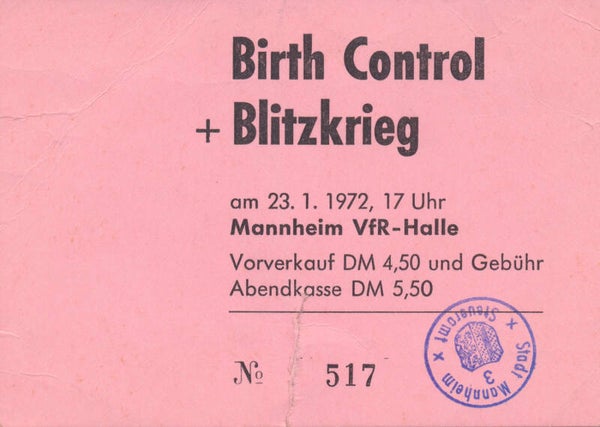 Birth Control
+ Blitzkrieg
am 23. 1. 1972, 17 Uhr
Mannheim VfR-Halle
Vorverkauf DM 4,50 und Gebühr
Abendkasse DM 5,50
№ 517
Stadt Mannheim
x Steueramt x
3